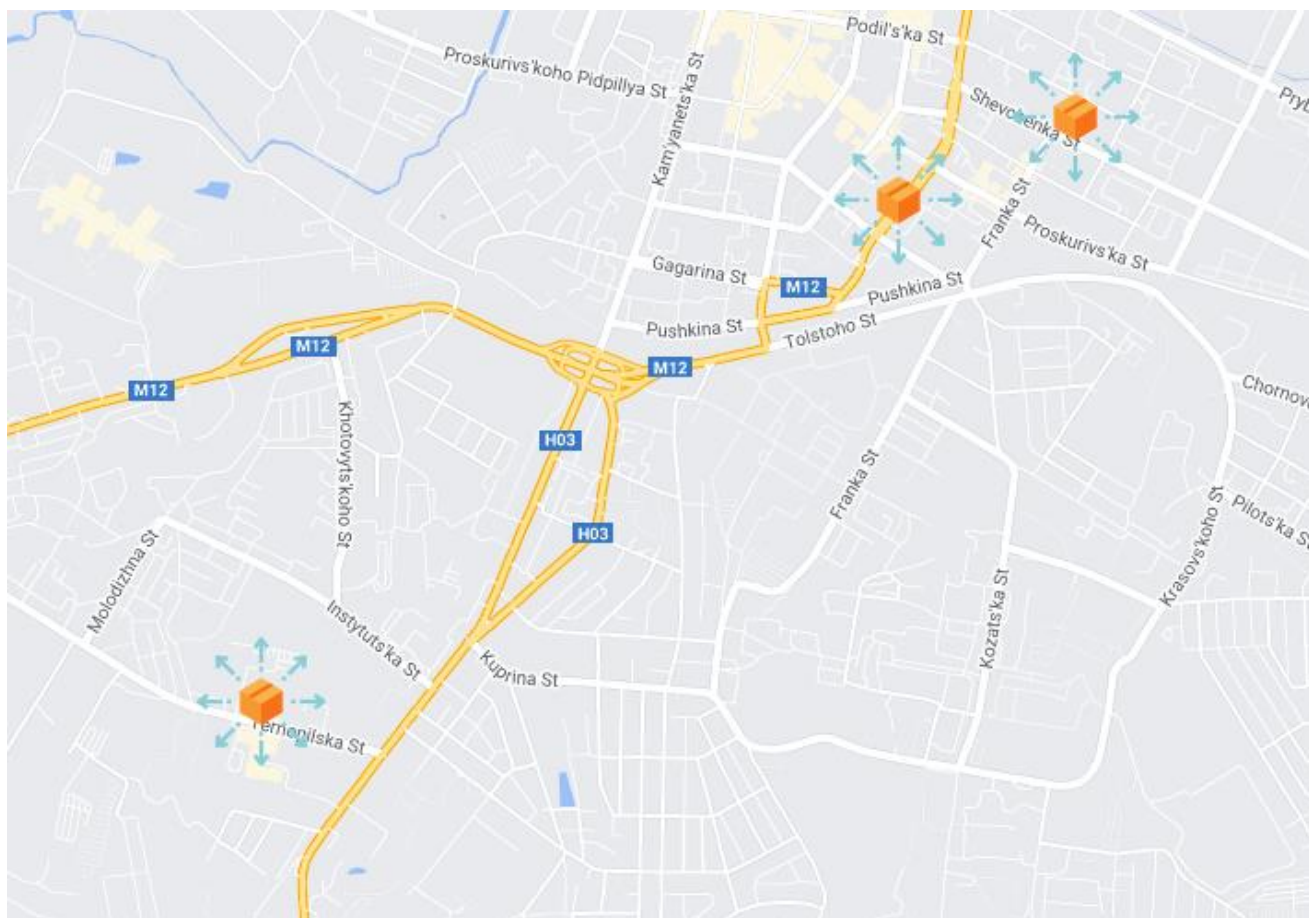 Podil's'ka St
Proskurivs'koho Pidpillya St
Kam'yanets'ka St
Shevchenka St
Pryb
Franka St
Proskurivs'ka St
Gagarina St
M12
Pushkina St
Pushkina St
Tolstoho St
M12
M12
M12
Chornov
Khotovyts'koho St
H03
Franka St
Pilots'ka St
Krasovs'koho St
H03
Molodizhna St
Instytuts'ka St
Kozats'ka St
Kuprina St
Ternopilska St